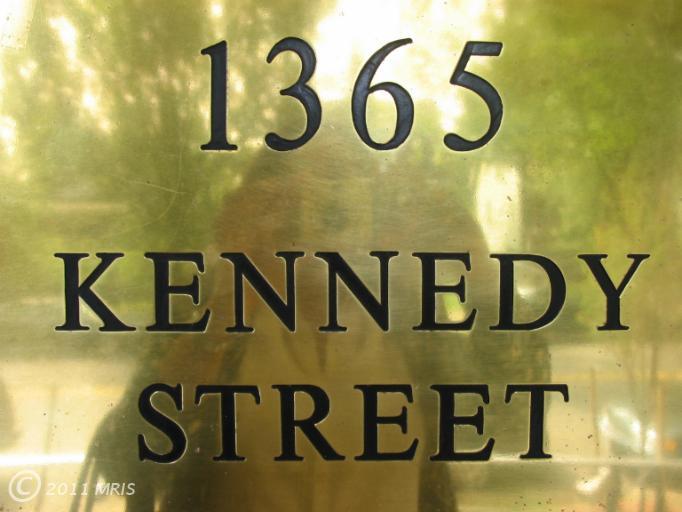 1365
KENNEDY
STREET
© 2011 MRIS